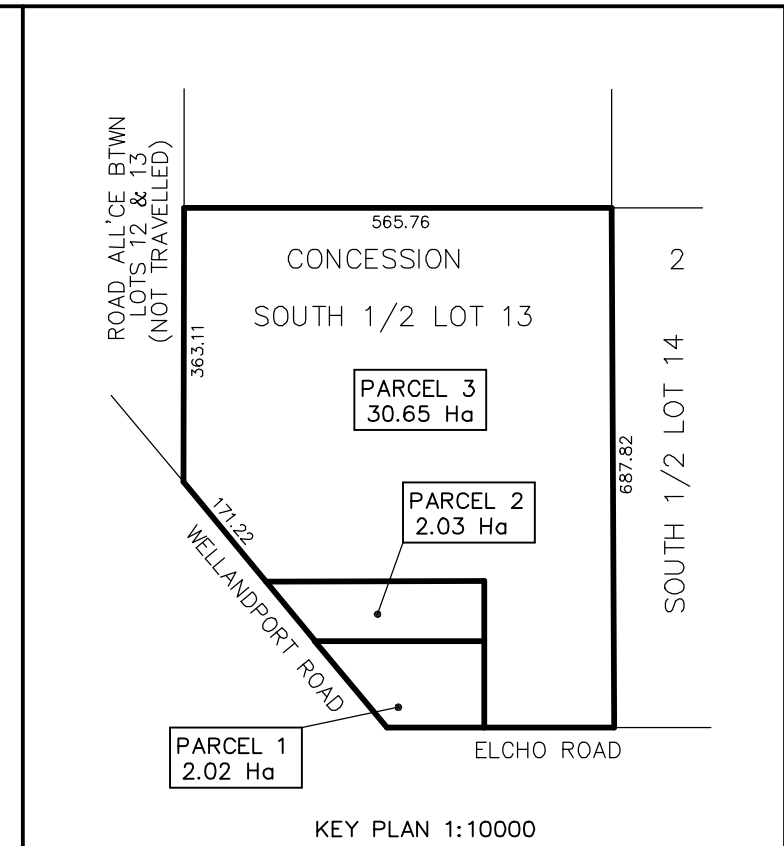 ROAD ALL'CE BTWN
LOTS 12 & 13
(NOT TRAVELLED)
565.76
CONCESSION 2
SOUTH 1/2 LOT 13
363.11
PARCEL 3
30.65 Ha
SOUTH 1/2 LOT 14
687.82
PARCEL 2
2.03 Ha
171.22
WELLANDPORT ROAD
PARCEL 1
2.02 Ha
ELCHO ROAD
KEY PLAN 1:10000